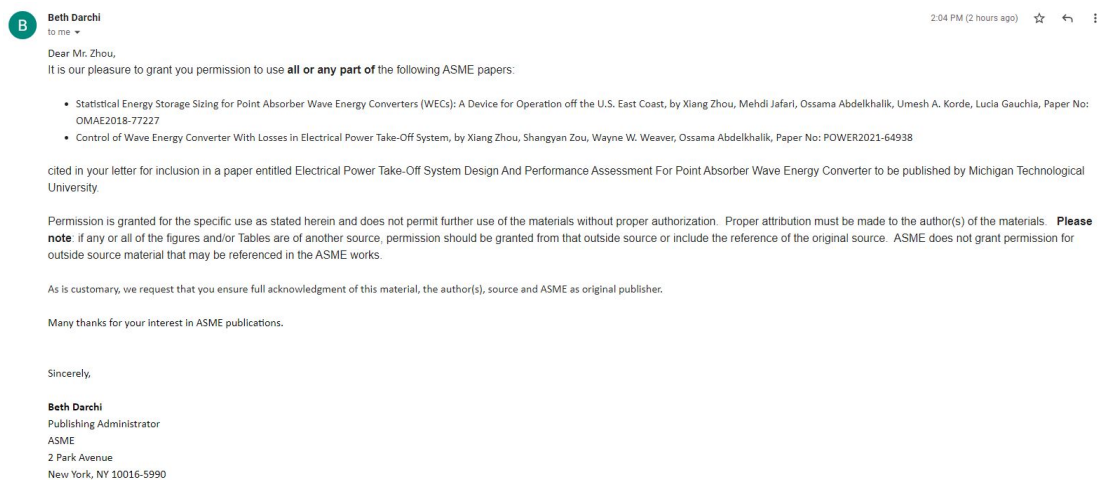 B
Beth Darchi
2:04 PM (2 hours ago)
to me
Dear Mr. Zhou,
It is our pleasure to grant you permission to use all or any part of the following ASME papers:
• Statistical Energy Storage Sizing for Point Absorber Wave Energy Converters (WECs): A Device for Operation off the U.S. East Coast, by Xiang Zhou, Mehdi Jafari, Ossama Abdelkhalik, Umesh A. Korde, Lucia Gauchia, Paper No:
OMAE2018-77227
• Control of Wave Energy Converter With Losses in Electrical Power Take-Off System, by Xiang Zhou, Shangyan Zou, Wayne W. Weaver, Ossama Abdelkhalik, Paper No: POWER2021-64938
cited in your letter for inclusion in a paper entitled Electrical Power Take-Off System Design And Performance Assessment For Point Absorber Wave Energy Converter to be published by Michigan Technological
University.
Permission is granted for the specific use as stated herein and does not permit further use of the materials without proper authorization. Proper attribution must be made to the author(s) of the materials. Please
note: if any or all of the figures and/or Tables are of another source, permission should be granted from that outside source or include the reference of the original source. ASME does not grant permission for
outside source material that may be referenced in the ASME works.
As is customary, we request that you ensure full acknowledgment of this material, the author(s), source and ASME as original publisher.
Many thanks for your interest in ASME publications.
Sincerely,
Beth Darchi
Publishing Administrator
ASME
2 Park Avenue
New York, NY 10016-5990